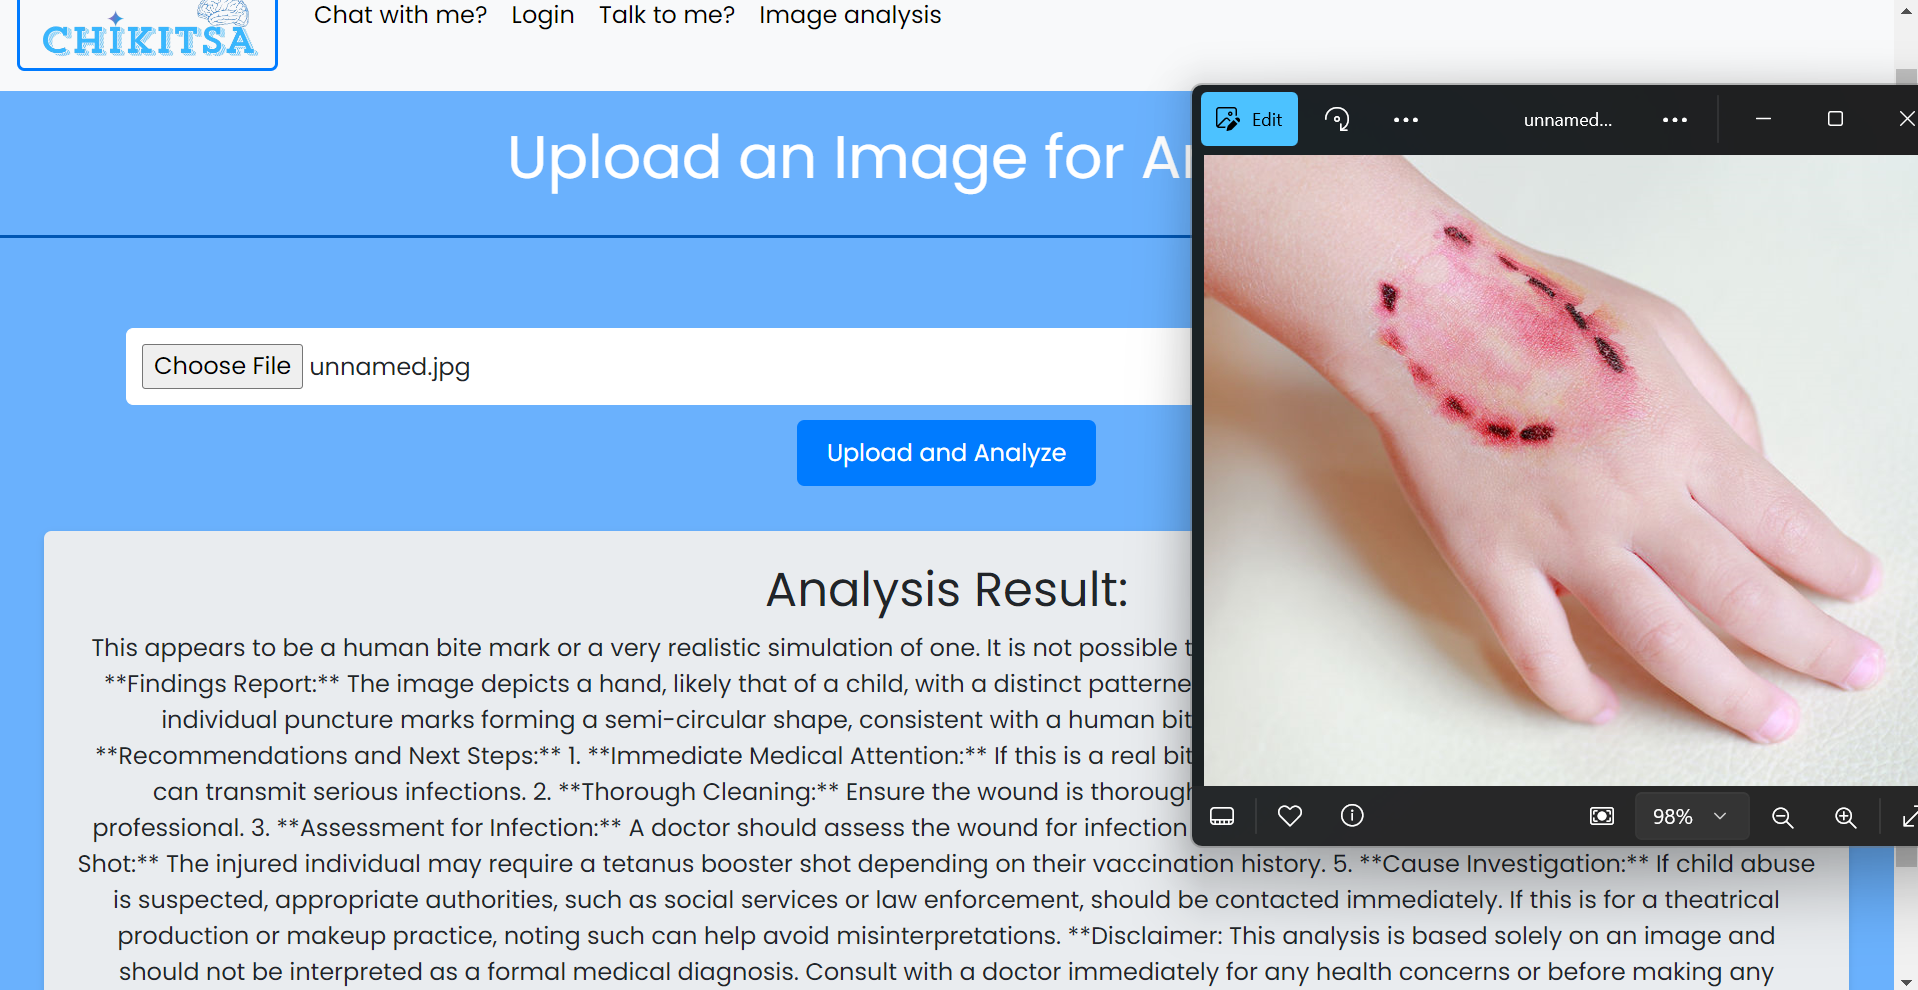 CHIKITSA
Chat with me? Login Talk to me? Image analysis
Upload an Image for
Edit
unnamed...
Choose File unnamed.jpg
Upload and Analyze
Analysis Result:
This appears to be a human bite mark or a very realistic simulation of one. It is not possible
**Findings Report:** The image depicts a hand, likely that of a child, with a distinct patterne
individual puncture marks forming a semi-circular shape, consistent with a human bit
**Recommendations and Next Steps:** 1. **Immediate Medical Attention:** If this is a real bit
can transmit serious infections. 2. **Thorough Cleaning:** Ensure the wound is thorough
professional. 3. **Assessment for Infection:** A doctor should assess the wound for infection
Shot:** The injured individual may require a tetanus booster shot depending on their vaccination history. 5. **Cause Investigation:** If child abuse
is suspected, appropriate authorities, such as social services or law enforcement, should be contacted immediately. If this is for a theatrical
production or makeup practice, noting such can help avoid misinterpretations. **Disclaimer: This analysis is based solely on an image and
should not be interpreted as a formal medical diagnosis. Consult with a doctor immediately for any health concerns or before making any
98%